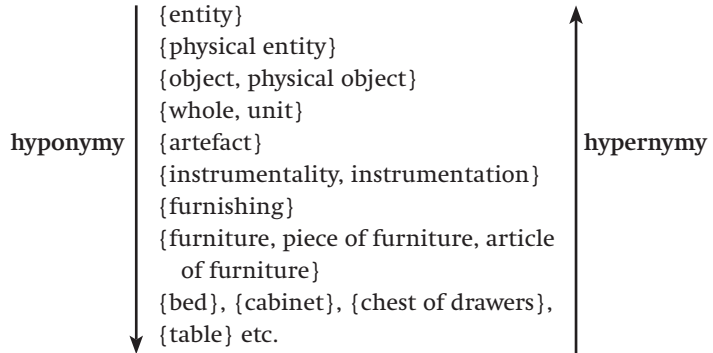 {entity}
{physical entity}
{object, physical object}
{whole, unit}
hyponymy {artefact} hypernymy
{instrumentality, instrumentation}
{furnishing}
{furniture, piece of furniture, article
of furniture}
{bed}, {cabinet}, {chest of drawers},
{table} etc.